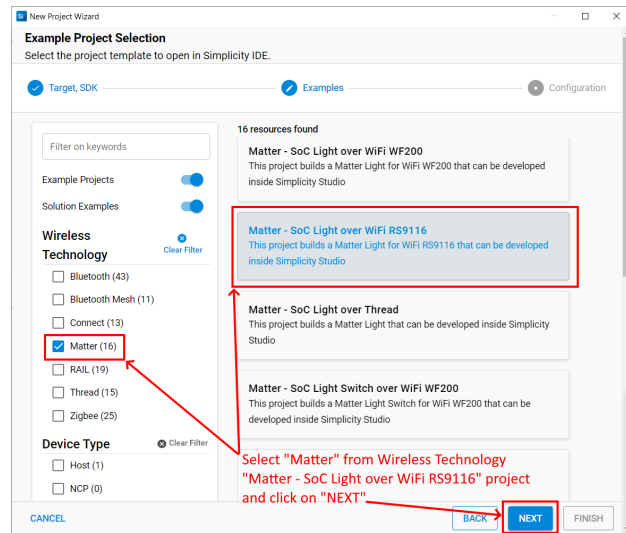 New Project Wizard
Example Project Selection
Select the project template to open in Simplicity IDE.
Target, SDK
Examples
Configuration
Filter on keywords
Example Projects
Solution Examples
Wireless
Technology
Clear Filter
Bluetooth (43)
Bluetooth Mesh (11)
Connect (13)
Matter (16)
RAIL (19)
Thread (15)
Zigbee (25)
Device Type
Clear Filter
Host (1)
NCP (0)
16 resources found
Matter - SoC Light over WiFi WF200
This project builds a Matter Light for WiFi WF200 that can be developed
inside Simplicity Studio
Matter - SoC Light over WiFi RS9116
This project builds a Matter Light for WiFi RS9116 that can be developed
inside Simplicity Studio
Matter - SoC Light over Thread
This project builds a Matter Light that can be developed inside Simplicity
Studio
Matter - SoC Light Switch over WiFi WF200
This project builds a Matter Light Switch for WiFi WF200 that can be
developed inside Simplicity Studio
Select "Matter" from Wireless Technology
"Matter - SoC Light over WiFi RS9116" project
and click on "NEXT"
CANCEL
BACK
NEXT
FINISH